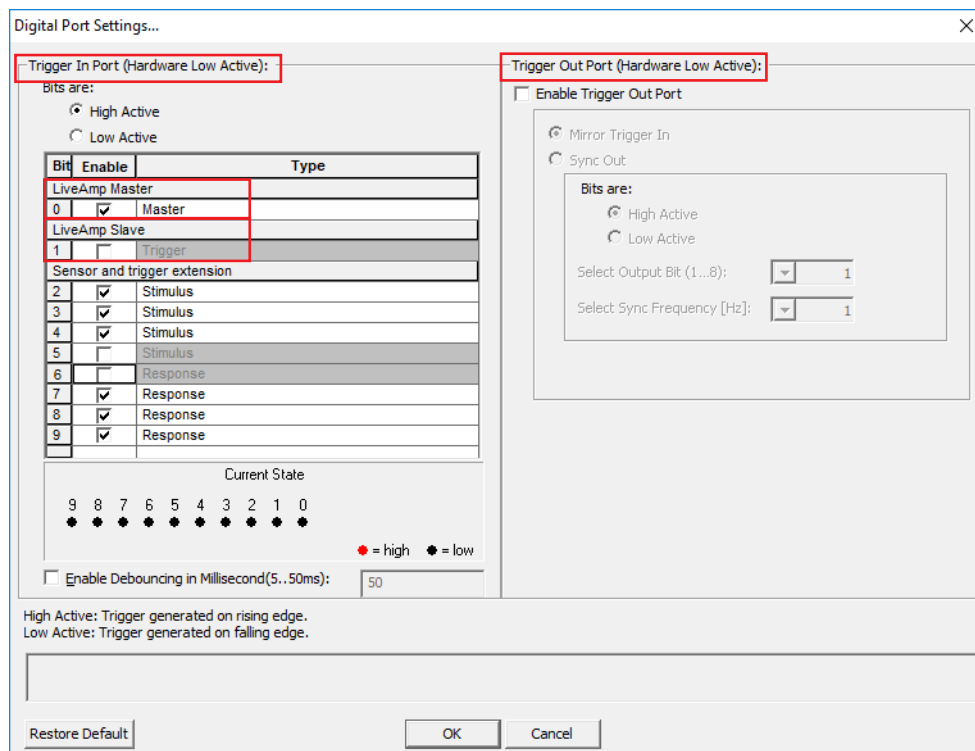 Digital Port Settings...
Trigger In Port (Hardware Low Active):
Bits are:
High Active
Low Active
Bit Enable Type
LiveAmp Master
0 Master
LiveAmp Slave
1 Trigger
Sensor and trigger extension
2 Stimulus
3 Stimulus
4 Stimulus
5 Stimulus
6 Response
7 Response
8 Response
9 Response
Current State
9 8 7 6 5 4 3 2 1 0
= high = low
Enable Debouncing in Millisecond(5..50ms): 50
Trigger Out Port (Hardware Low Active):
Enable Trigger Out Port
Mirror Trigger In
Sync Out
Bits are:
High Active
Low Active
Select Output Bit (1...8): 1
Select Sync Frequency [Hz]: 1
High Active: Trigger generated on rising edge.
Low Active: Trigger generated on falling edge.
Restore Default OK Cancel